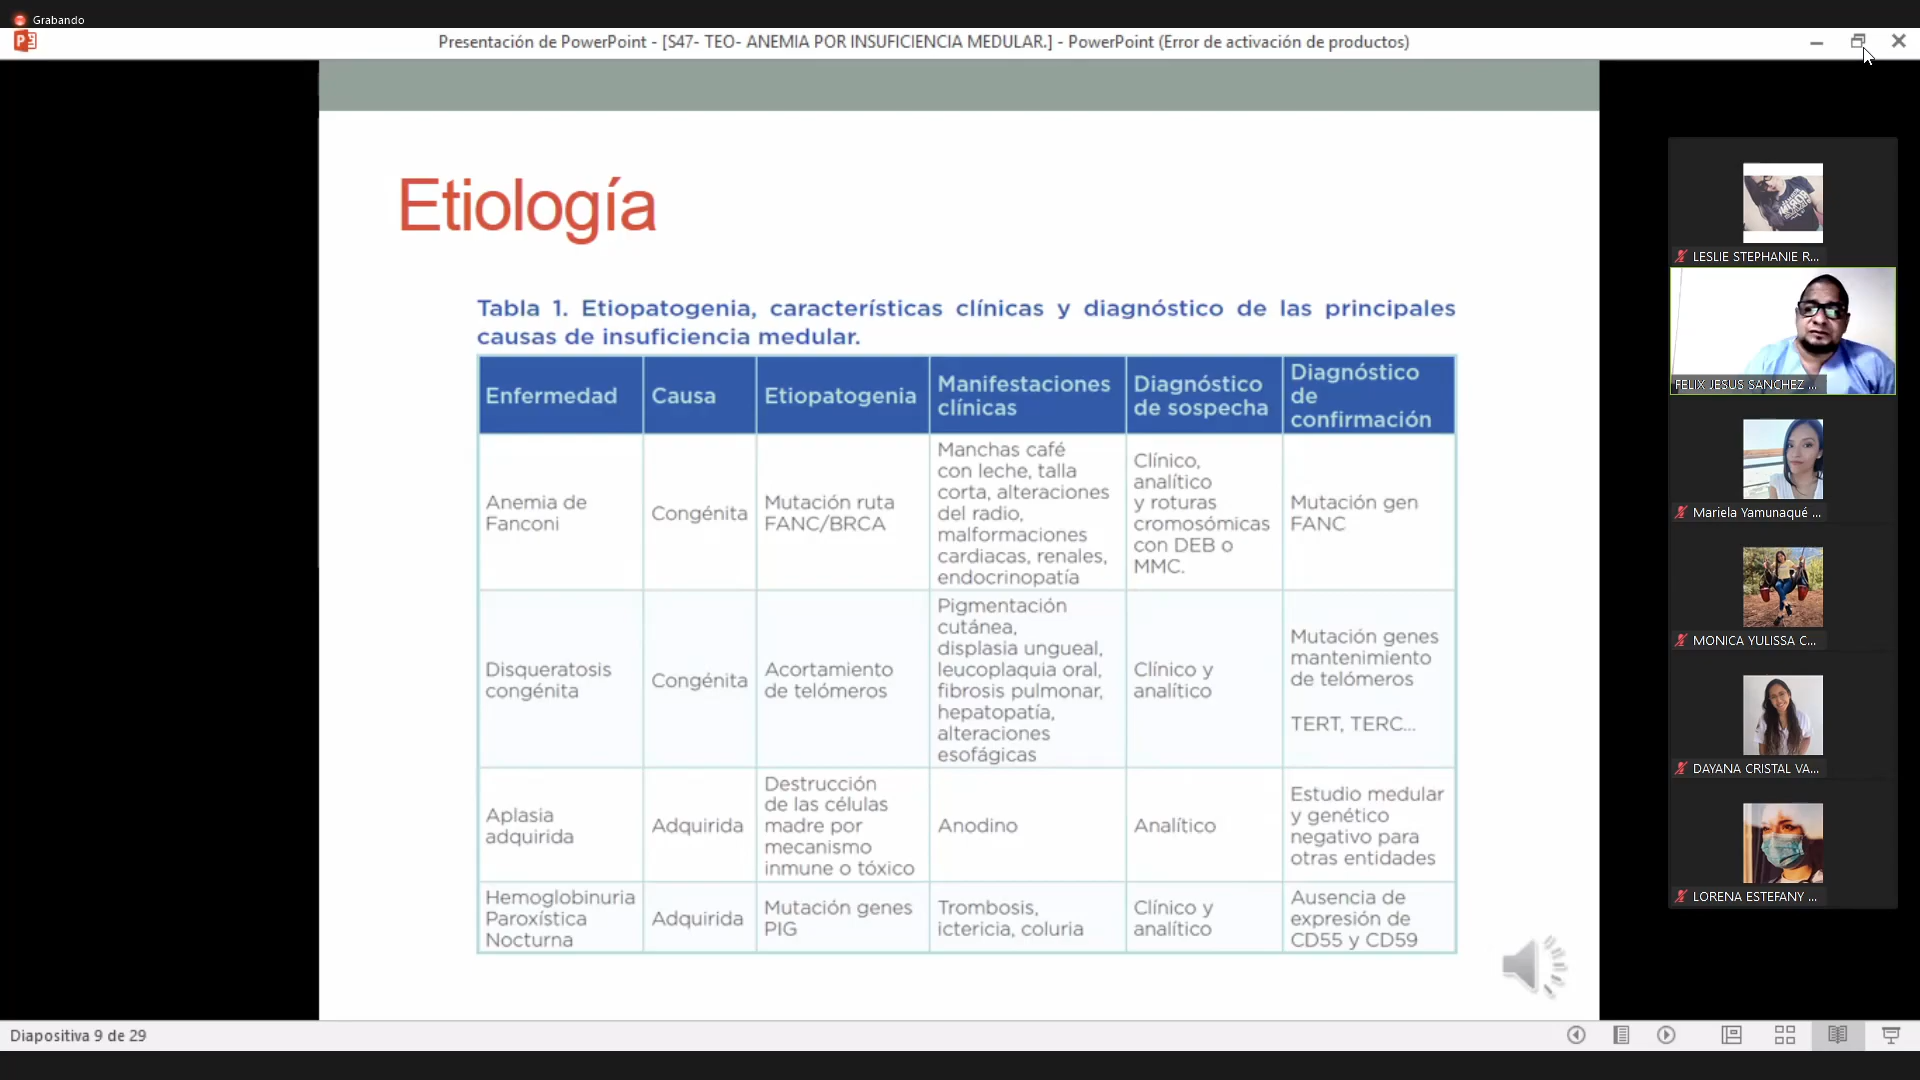 Grabando
Presentación de PowerPoint - [S47- TEO- ANEMIA POR INSUFICIENCIA MEDULAR.] - PowerPoint (Error de activación de productos)
Etiología
Tabla 1. Etiopatogenia, características clínicas y diagnóstico de las principales
causas de insuficiencia medular.
Enfermedad
Causa
Etiopatogenia
Manifestaciones
clínicas
Diagnóstico
de sospecha
Diagnóstico
de
confirmación
Anemia de
Fanconi
Congénita
Mutación ruta
FANC/BRCA
Manchas café
con leche, talla
corta, alteraciones
del radio,
malformaciones
cardiacas, renales,
endocrinopatía
Clínico,
analítico
y roturas
cromosómicas
con DEB o
MMC.
Mutación gen
FANC
Disqueratosis
congénita
Congénita
Acortamiento
de telómeros
Pigmentación
cutánea,
displasia ungueal,
leucoplaquia oral,
fibrosis pulmonar,
hepatopatía,
alteraciones
esofágicas
Clínico y
analítico
Mutación genes
mantenimiento
de telómeros
TERT, TERC...
Aplasia
adquirida
Adquirida
Destrucción
de las células
madre por
mecanismo
inmune o tóxico
Anodino
Analítico
Estudio medular
y genético
negativo para
otras entidades
Hemoglobinuria
Paroxística
Nocturna
Adquirida
Mutación genes
PIG
Trombosis,
ictericia, coluria
Clínico y
analítico
Ausencia de
expresión de
CD55 y CD59
LESLIE STEPHANIE R...
FELIX JESUS SANCHEZ ...
Mariela Yamunaqué ...
MONICA YULISSA C...
DAYANA CRISTAL VA...
LORENA ESTEFANY ...
Diapositiva 9 de 29